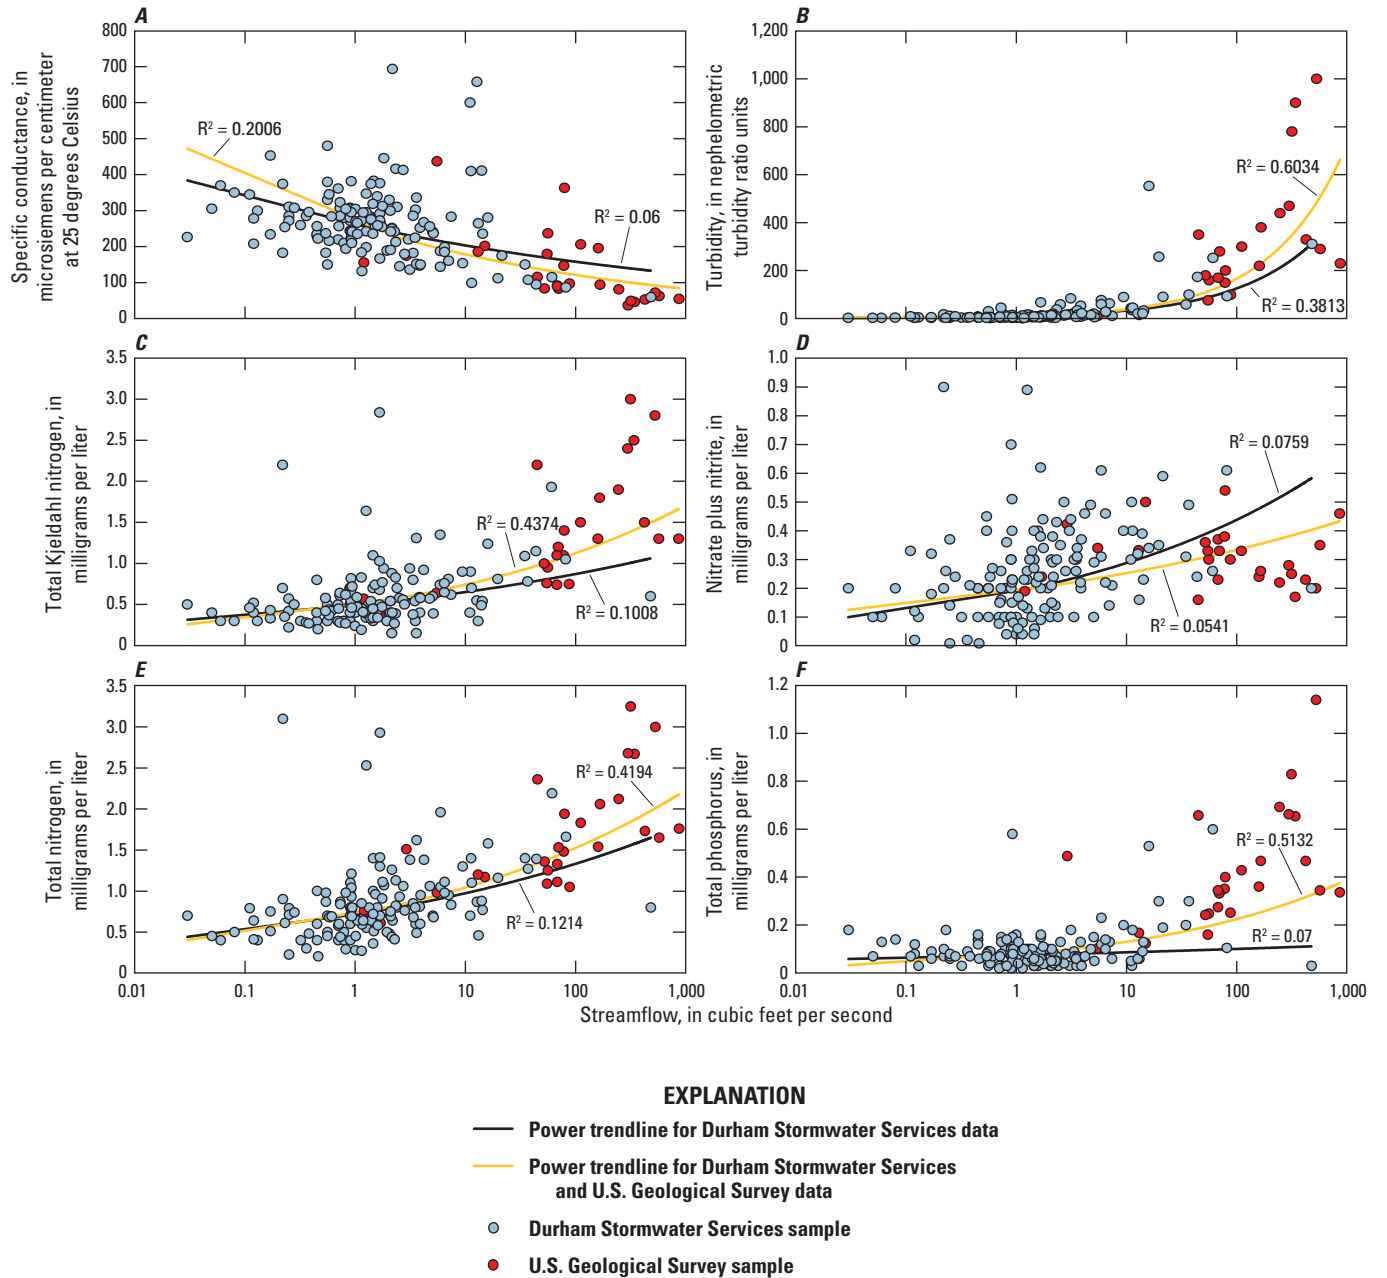 A
Specific conductance, in
microsiemens per centimeter
at 25 degrees Celsius
800
700
600
500
400
300
200
100
0
R² = 0.2006
R² = 0.06
B
Turbidity, in nephelometric
turbidity ratio units
1,200
1,000
800
600
400
200
0
R² = 0.6034
R² = 0.3813
C
Total Kjeldahl nitrogen, in
milligrams per liter
3.5
3.0
2.5
2.0
1.5
1.0
0.5
0
R² = 0.4374
R² = 0.1008
D
Nitrate plus nitrite, in
milligrams per liter
1.0
0.9
0.8
0.7
0.6
0.5
0.4
0.3
0.2
0.1
0
R² = 0.0759
R² = 0.0541
E
Total nitrogen, in
milligrams per liter
3.5
3.0
2.5
2.0
1.5
1.0
0.5
0
R² = 0.4194
R² = 0.1214
0.01 0.1 1 10 100 1,000
F
Total phosphorus, in
milligrams per liter
1.2
1.0
0.8
0.6
0.4
0.2
0
R² = 0.5132
R² = 0.07
0.01 0.1 1 10 100 1,000
Streamflow, in cubic feet per second
EXPLANATION
Power trendline for Durham Stormwater Services data
Power trendline for Durham Stormwater Services
and U.S. Geological Survey data
Durham Stormwater Services sample
U.S. Geological Survey sample